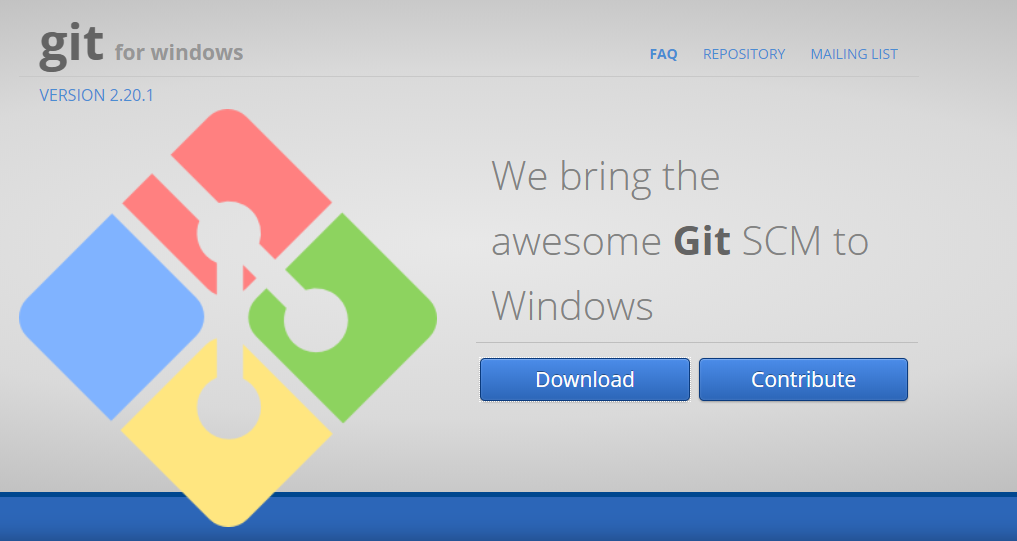 git for windows
FAQ REPOSITORY MAILING LIST
VERSION 2.20.1
We bring the
awesome Git SCM to
Windows
Download Contribute